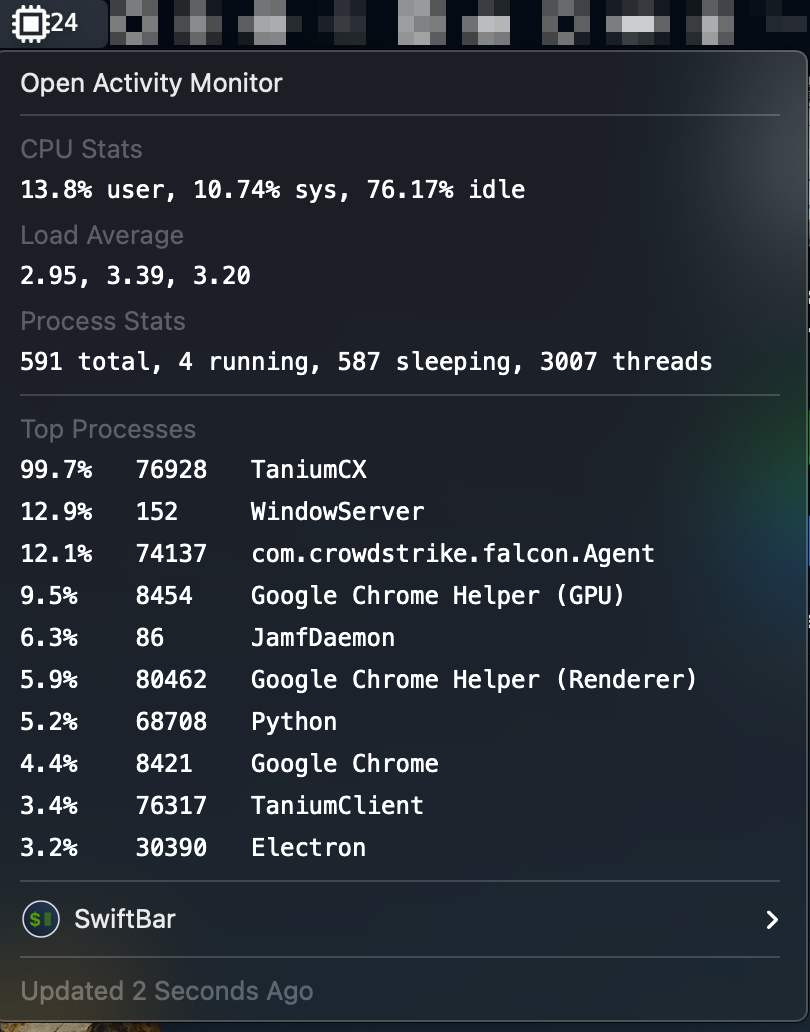 24
Open Activity Monitor
CPU Stats
13.8% user, 10.74% sys, 76.17% idle
Load Average
2.95, 3.39, 3.20
Process Stats
591 total, 4 running, 587 sleeping, 3007 threads
Top Processes
99.7% 76928 TaniumCX
12.9% 152 WindowServer
12.1% 74137 com.crowdstrike.falcon.Agent
9.5% 8454 Google Chrome Helper (GPU)
6.3% 86 JamfDaemon
5.9% 80462 Google Chrome Helper (Renderer)
5.2% 68708 Python
4.4% 8421 Google Chrome
3.4% 76317 TaniumClient
3.2% 30390 Electron
$ SwiftBar
Updated 2 Seconds Ago